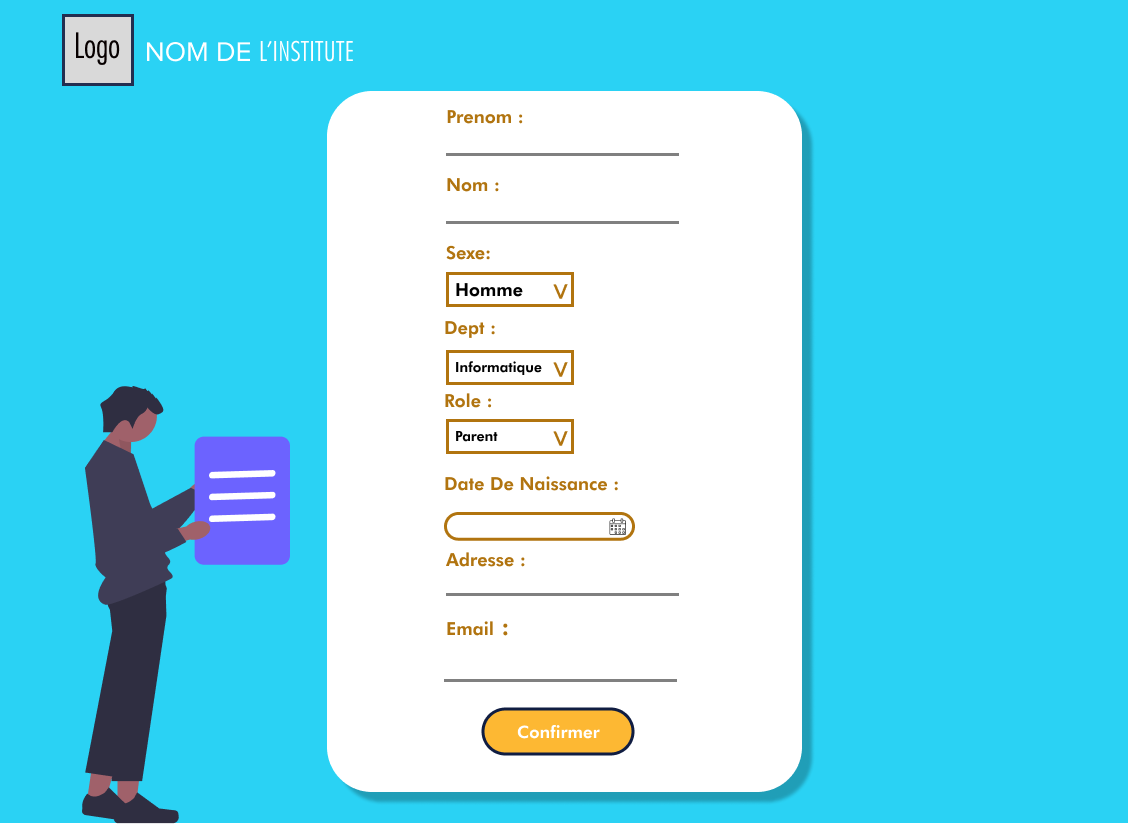 Logo
NOM DE L'INSTITUTE
Prenom :
Nom :
Sexe:
Homme V
Dept :
Informatique V
Role :
Parent V
Date De Naissance :
Adresse :
Email :
Confirmer